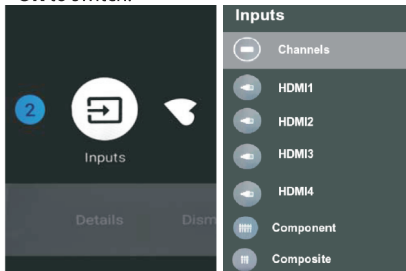 2
Inputs
Details
Inputs
Channels
HDMI1
HDMI2
HDMI3
HDMI4
Component
Composite